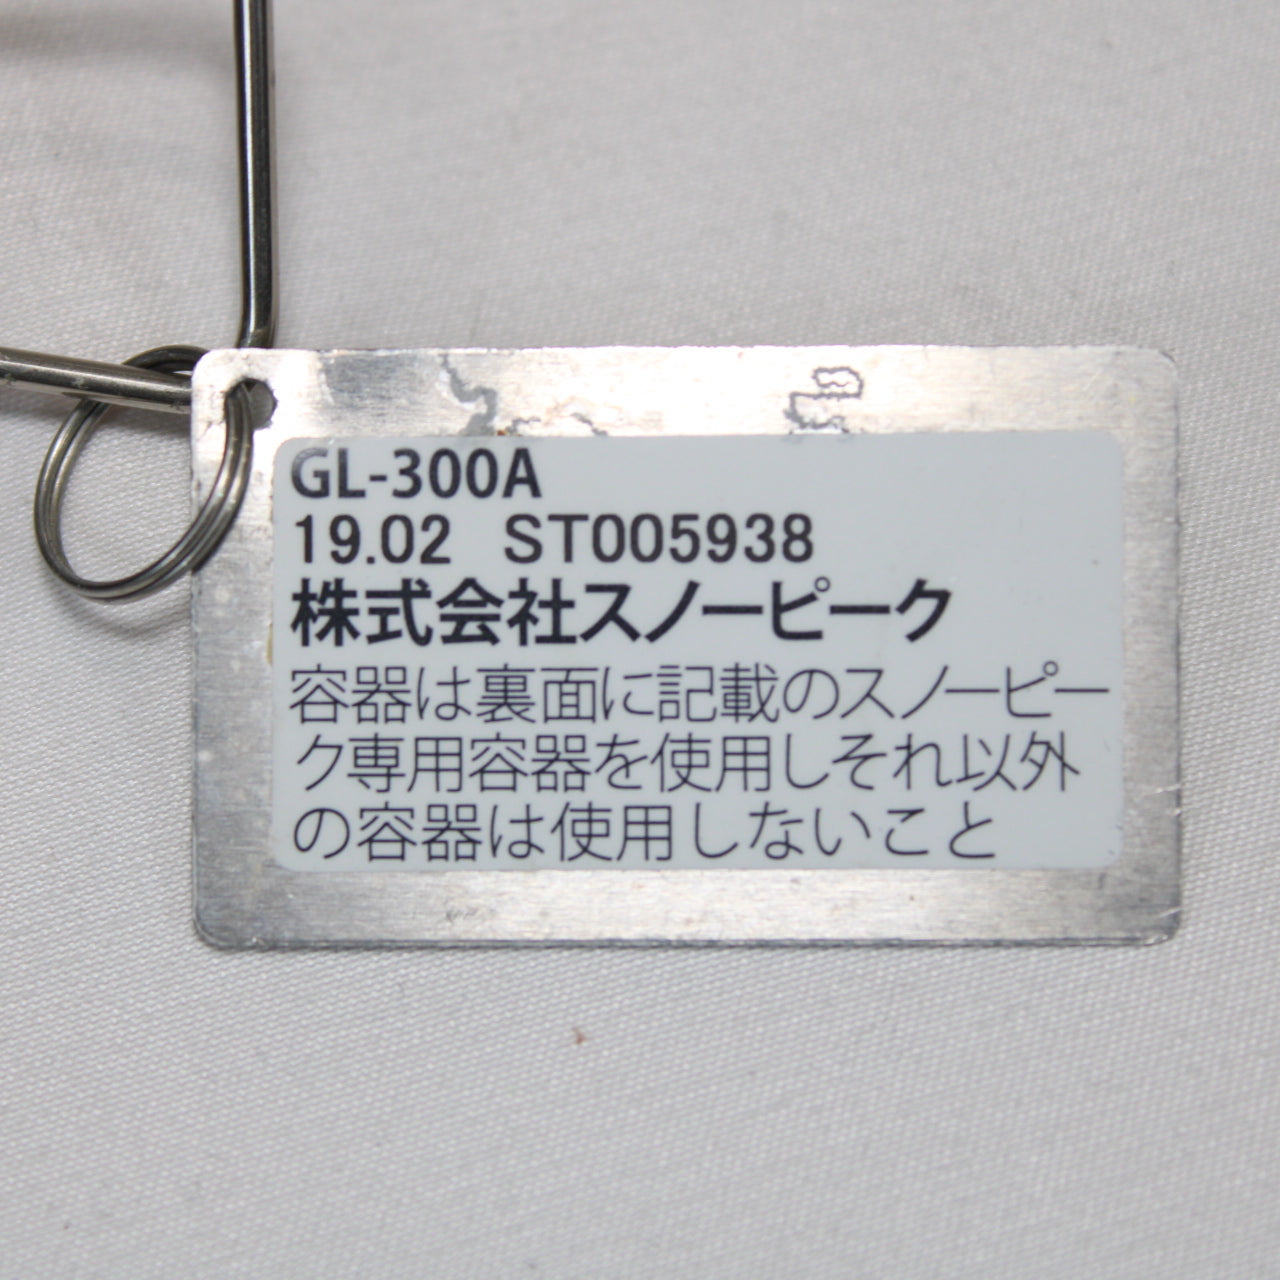 GL-300A
19.02 ST005938
株式会社スノーピーク
容器は裏面に記載のスノーピー
ク専用容器を使用しそれ以外
の容器は使用しないこと